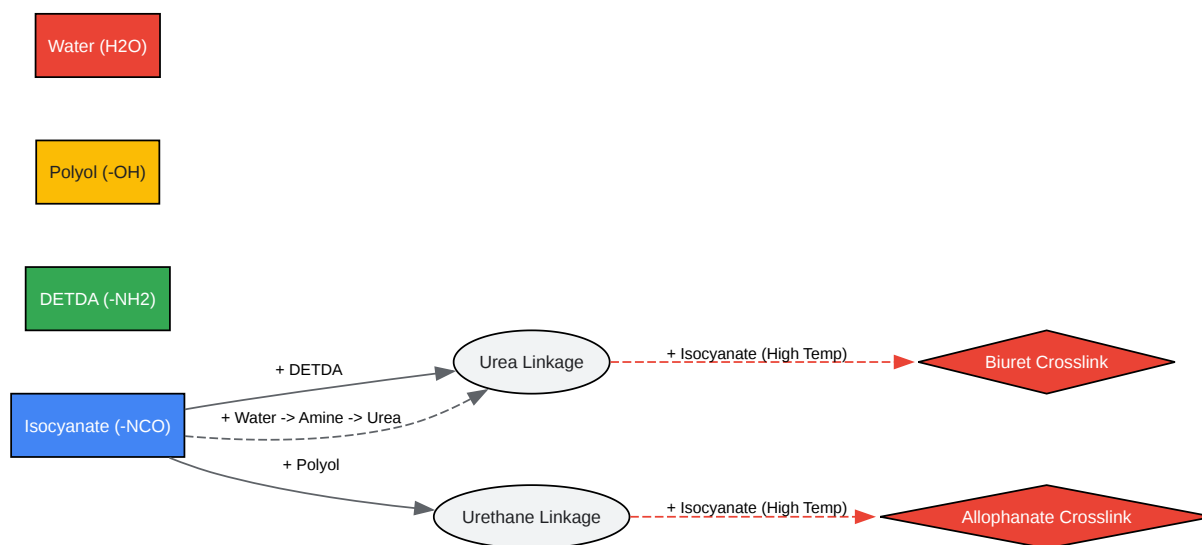 Water (H2O)
Polyol (-OH)
DETDA (-NH2)
Isocyanate (-NCO)
+ DETDA
+ Water -> Amine -> Urea
+ Polyol
Urea Linkage
Urethane Linkage
+ Isocyanate (High Temp)
+ Isocyanate (High Temp)
Biuret Crosslink
Allophanate Crosslink